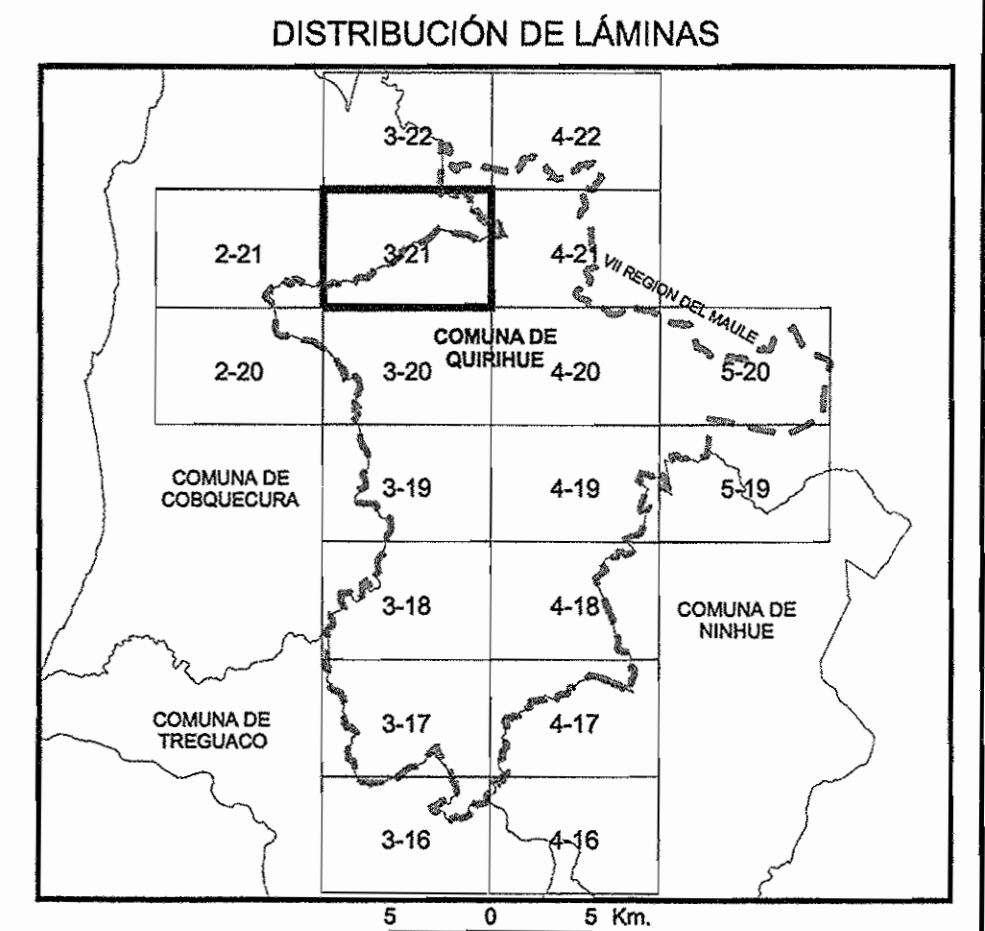 DISTRIBUCIÓN DE LÁMINAS
3-22
4-22
2-21
3-21
4-21
VII REGION DEL MAULE
COMUNA DE
QUIRIHUE
2-20
3-20
4-20
5-20
COMUNA DE
COBQUECURA
3-19
4-19
5-19
3-18
4-18
COMUNA DE
NINHUE
COMUNA DE
TREGUACO
3-17
4-17
3-16
4-16
5 0 5 Km.